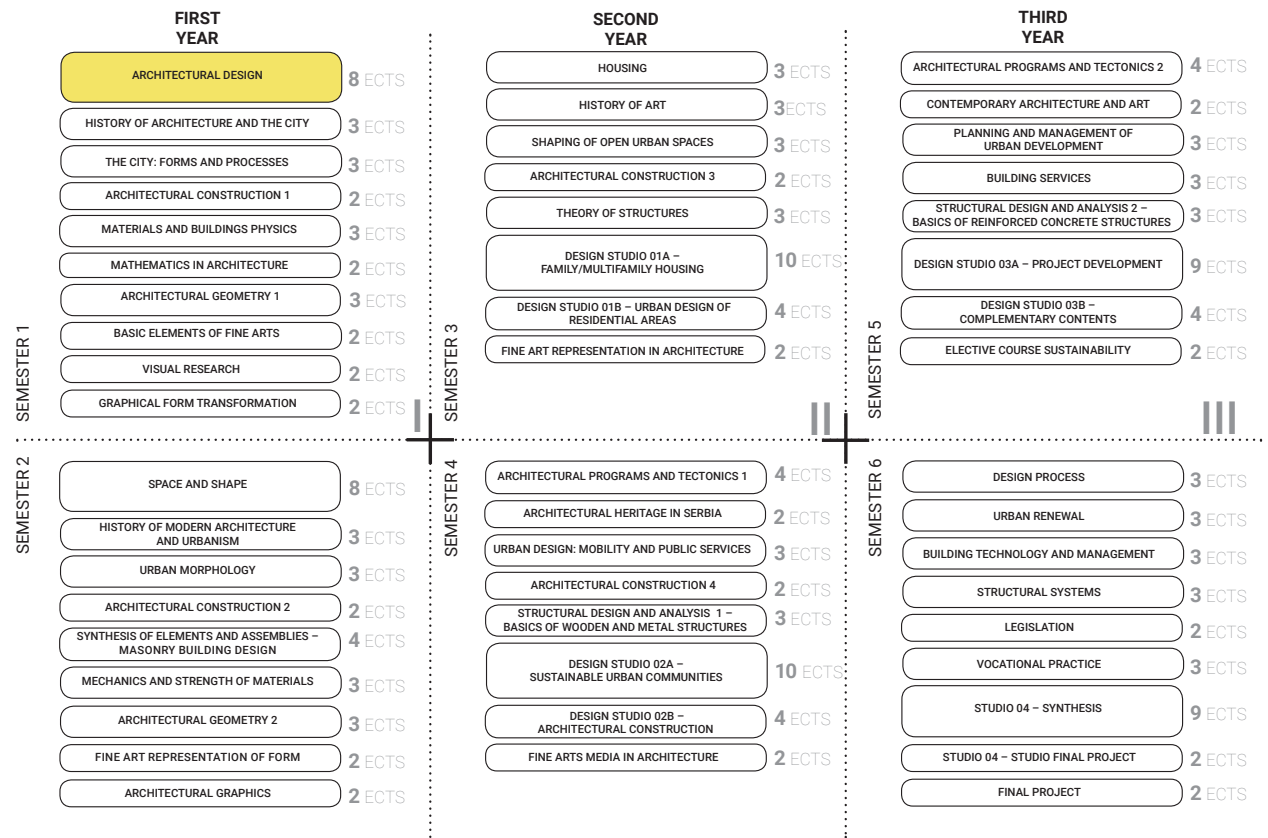 FIRST
YEAR
SEMESTER 1
ARCHITECTURAL DESIGN
8 ECTS
HISTORY OF ARCHITECTURE AND THE CITY
3 ECTS
THE CITY: FORMS AND PROCESSES
3 ECTS
ARCHITECTURAL CONSTRUCTION 1
2 ECTS
MATERIALS AND BUILDINGS PHYSICS
3 ECTS
MATHEMATICS IN ARCHITECTURE
2 ECTS
ARCHITECTURAL GEOMETRY 1
3 ECTS
BASIC ELEMENTS OF FINE ARTS
2 ECTS
VISUAL RESEARCH
2 ECTS
GRAPHICAL FORM TRANSFORMATION
2 ECTS
I
SEMESTER 2
SPACE AND SHAPE
8 ECTS
HISTORY OF MODERN ARCHITECTURE
AND URBANISM
3 ECTS
URBAN MORPHOLOGY
3 ECTS
ARCHITECTURAL CONSTRUCTION 2
2 ECTS
SYNTHESIS OF ELEMENTS AND ASSEMBLIES –
MASONRY BUILDING DESIGN
4 ECTS
MECHANICS AND STRENGTH OF MATERIALS
3 ECTS
ARCHITECTURAL GEOMETRY 2
3 ECTS
FINE ART REPRESENTATION OF FORM
2 ECTS
ARCHITECTURAL GRAPHICS
2 ECTS
SECOND
YEAR
SEMESTER 3
HOUSING
3 ECTS
HISTORY OF ART
3ECTS
SHAPING OF OPEN URBAN SPACES
3 ECTS
ARCHITECTURAL CONSTRUCTION 3
2 ECTS
THEORY OF STRUCTURES
3 ECTS
DESIGN STUDIO 01A –
FAMILY/MULTIFAMILY HOUSING
10 ECTS
DESIGN STUDIO 01B – URBAN DESIGN OF
RESIDENTIAL AREAS
4 ECTS
FINE ART REPRESENTATION IN ARCHITECTURE
2 ECTS
II
SEMESTER 4
ARCHITECTURAL PROGRAMS AND TECTONICS 1
4 ECTS
ARCHITECTURAL HERITAGE IN SERBIA
2 ECTS
URBAN DESIGN: MOBILITY AND PUBLIC SERVICES
3 ECTS
ARCHITECTURAL CONSTRUCTION 4
2 ECTS
STRUCTURAL DESIGN AND ANALYSIS 1 –
BASICS OF WOODEN AND METAL STRUCTURES
3 ECTS
DESIGN STUDIO 02A –
SUSTAINABLE URBAN COMMUNITIES
10 ECTS
DESIGN STUDIO 02B –
ARCHITECTURAL CONSTRUCTION
4 ECTS
FINE ARTS MEDIA IN ARCHITECTURE
2 ECTS
THIRD
YEAR
SEMESTER 5
ARCHITECTURAL PROGRAMS AND TECTONICS 2
4 ECTS
CONTEMPORARY ARCHITECTURE AND ART
2 ECTS
PLANNING AND MANAGEMENT OF
URBAN DEVELOPMENT
3 ECTS
BUILDING SERVICES
3 ECTS
STRUCTURAL DESIGN AND ANALYSIS 2 –
BASICS OF REINFORCED CONCRETE STRUCTURES
3 ECTS
DESIGN STUDIO 03A – PROJECT DEVELOPMENT
9 ECTS
DESIGN STUDIO 03B –
COMPLEMENTARY CONTENTS
4 ECTS
ELECTIVE COURSE SUSTAINABILITY
2 ECTS
III
SEMESTER 6
DESIGN PROCESS
3 ECTS
URBAN RENEWAL
3 ECTS
BUILDING TECHNOLOGY AND MANAGEMENT
3 ECTS
STRUCTURAL SYSTEMS
3 ECTS
LEGISLATION
2 ECTS
VOCATIONAL PRACTICE
3 ECTS
STUDIO 04 – SYNTHESIS
9 ECTS
STUDIO 04 – STUDIO FINAL PROJECT
2 ECTS
FINAL PROJECT
2 ECTS